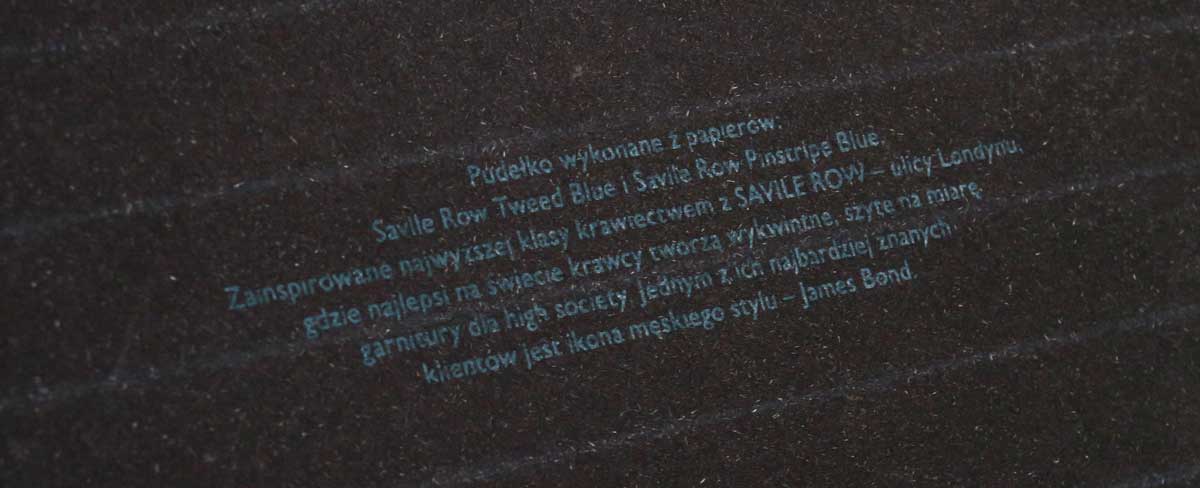 Pudełko wykonane z papierów:
Savile Row Tweed Blue i Savile Row Pinstripe Blue.
Zainspirowane najwyższej klasy krawiectwem z SAVILE ROW – ulicy Londynu,
gdzie najlepsi na świecie krawcy tworzą wykwintne, szyte na miarę
garnitury dla high society. Jednym z ich najbardziej znanych
klientów jest ikona męskiego stylu – James Bond.